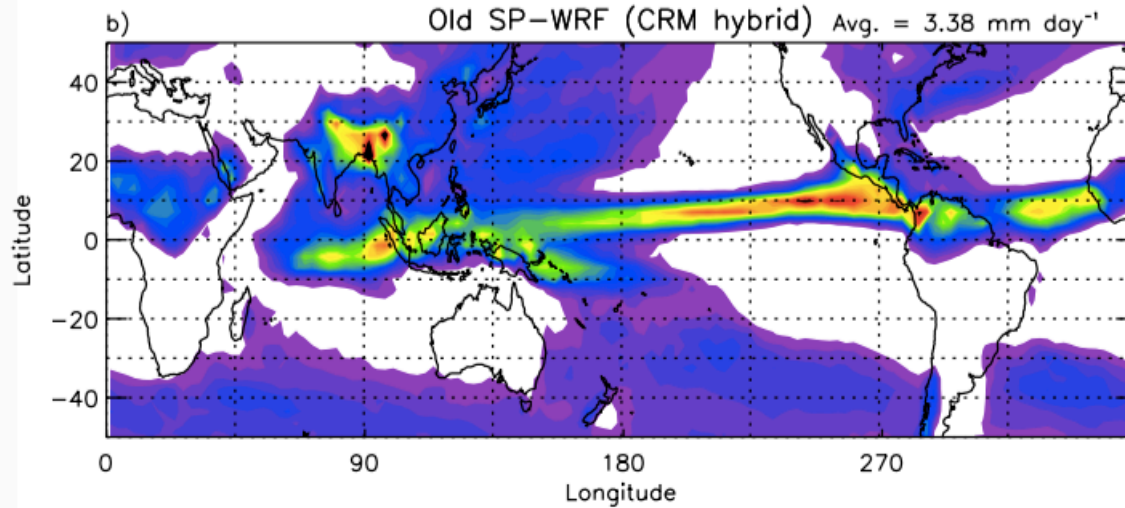 b) Old SP-WRF (CRM hybrid) Avg. = 3.38 mm day⁻¹
40
20
0
-20
-40
Latitude
0 90 180 270
Longitude